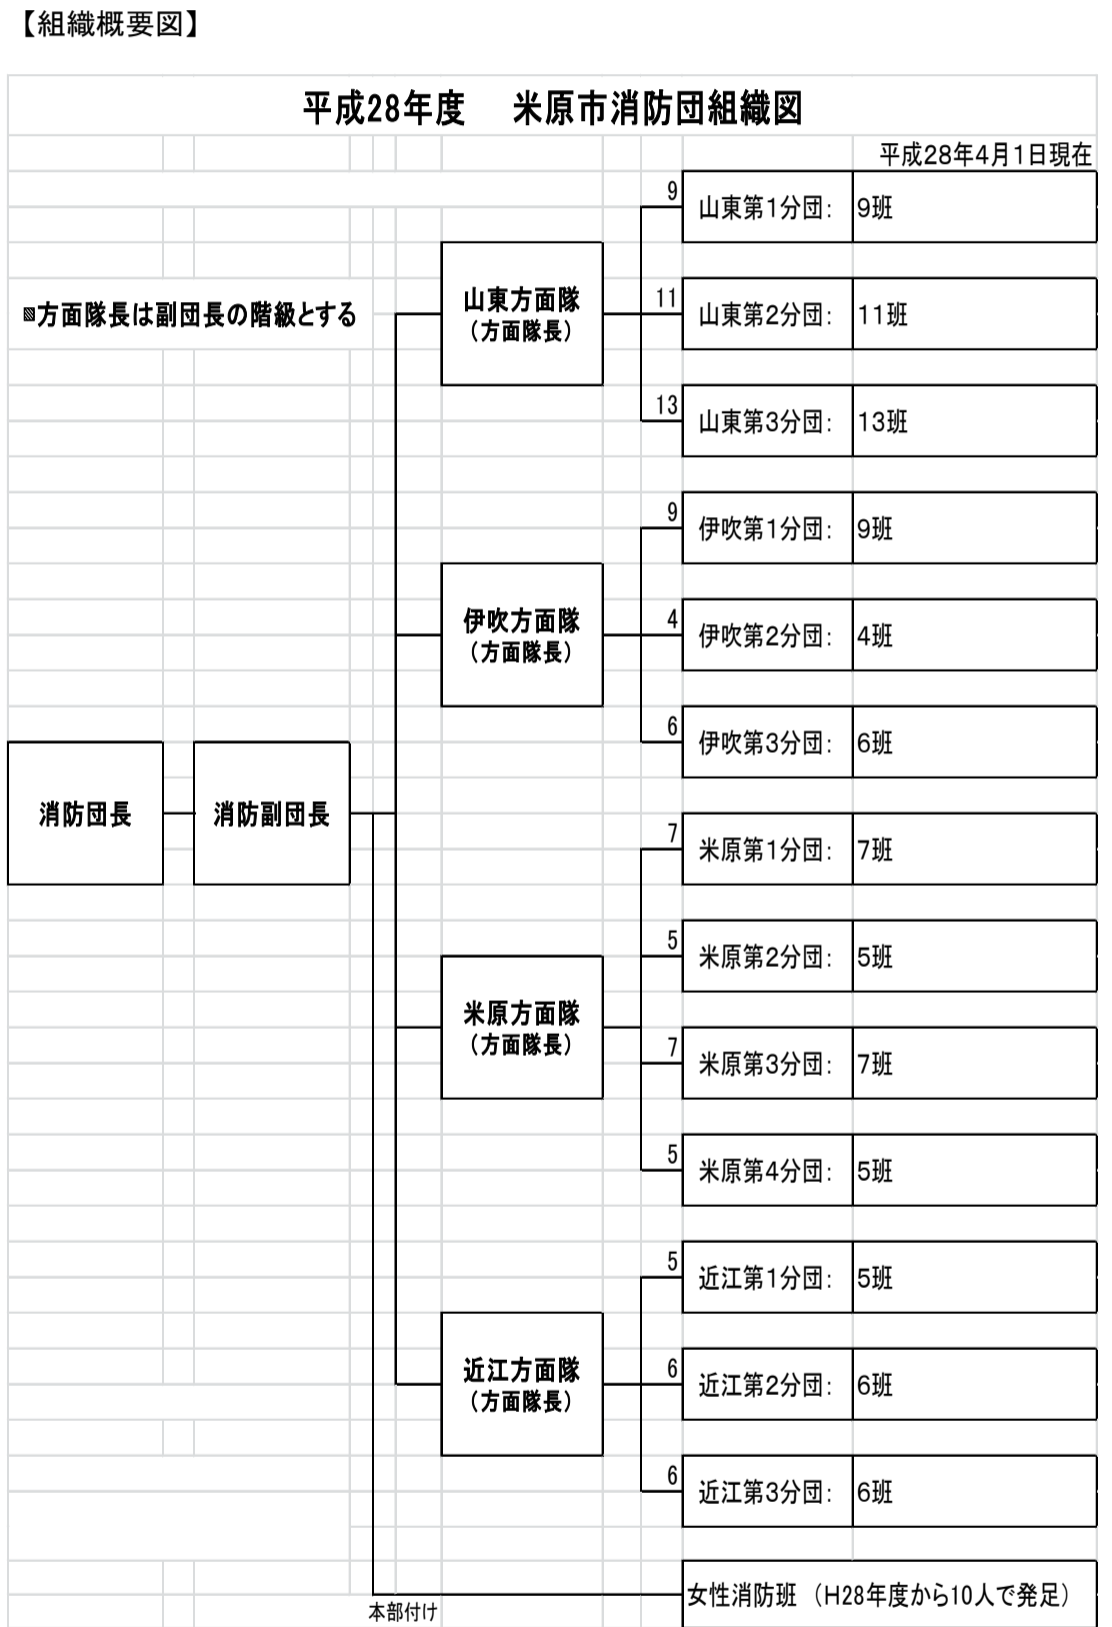 【組織概要図】
平成28年度 米原市消防団組織図
平成28年4月1日現在
9
山東第1分団: 9班
※方面隊長は副団長の階級とする
山東方面隊
(方面隊長)
11
山東第2分団: 11班
13
山東第3分団: 13班
9
伊吹第1分団: 9班
伊吹方面隊
(方面隊長)
4
伊吹第2分団: 4班
6
伊吹第3分団: 6班
消防団長
消防副団長
7
米原第1分団: 7班
5
米原第2分団: 5班
米原方面隊
(方面隊長)
7
米原第3分団: 7班
5
米原第4分団: 5班
5
近江第1分団: 5班
近江方面隊
(方面隊長)
6
近江第2分団: 6班
6
近江第3分団: 6班
本部付け
女性消防班 (H28年度から10人で発足)